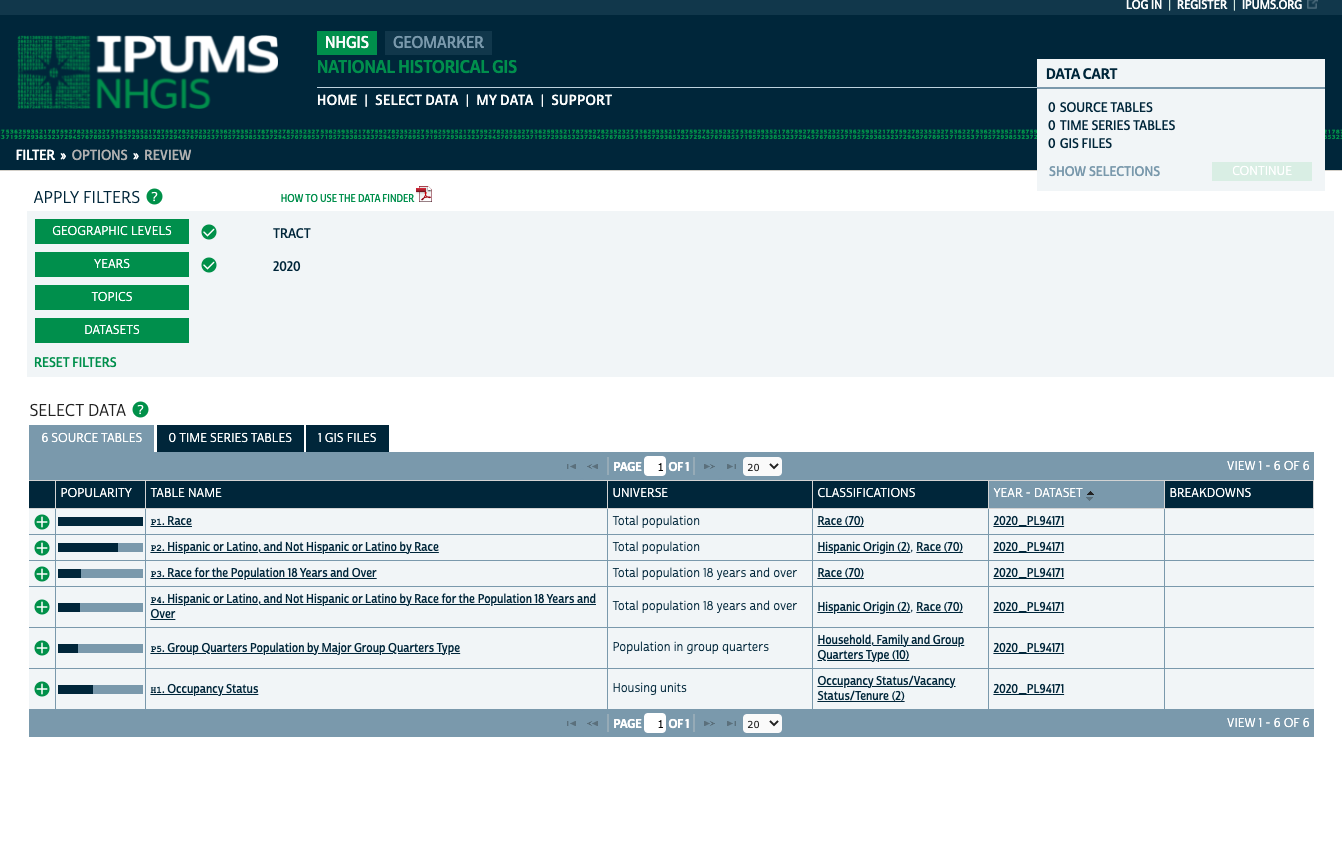 LOG IN | REGISTER | IPUMS.ORG
IPUMS
NHGIS
NHGIS GEOMARKER
NATIONAL HISTORICAL GIS
HOME | SELECT DATA | MY DATA | SUPPORT
DATA CART
0 SOURCE TABLES
0 TIME SERIES TABLES
0 GIS FILES
SHOW SELECTIONS CONTINUE
FILTER » OPTIONS » REVIEW
APPLY FILTERS ? HOW TO USE THE DATA FINDER
GEOGRAPHIC LEVELS TRACT
YEARS 2020
TOPICS
DATASETS
RESET FILTERS
SELECT DATA ?
6 SOURCE TABLES 0 TIME SERIES TABLES 1 GIS FILES
PAGE 1 OF 1 20 VIEW 1 - 6 OF 6
POPULARITY TABLE NAME UNIVERSE CLASSIFICATIONS YEAR - DATASET BREAKDOWNS
P1. Race Total population Race (70) 2020_PL94171
P2. Hispanic or Latino, and Not Hispanic or Latino by Race Total population Hispanic Origin (2), Race (70) 2020_PL94171
P3. Race for the Population 18 Years and Over Total population 18 years and over Race (70) 2020_PL94171
P4. Hispanic or Latino, and Not Hispanic or Latino by Race for the Population 18 Years and
Over Total population 18 years and over Hispanic Origin (2), Race (70) 2020_PL94171
P5. Group Quarters Population by Major Group Quarters Type Population in group quarters Household, Family and Group
Quarters Type (10) 2020_PL94171
H1. Occupancy Status Housing units Occupancy Status/Vacancy
Status/Tenure (2) 2020_PL94171
PAGE 1 OF 1 20 VIEW 1 - 6 OF 6